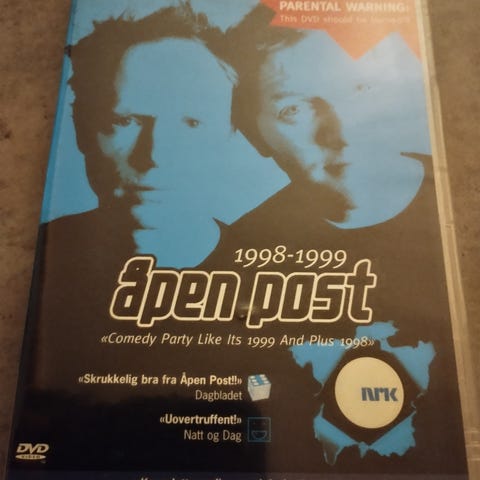 PARENTAL WARNING:
This DVD should be
1998-1999
åpen post
«Comedy Party Like Its 1999 And Plus 1998»
«Skrukkelig bra fra Åpen Post!!»
Dagbladet
«Uovertruffent!»
Natt og Dag
NRK
DVD
VIDEO